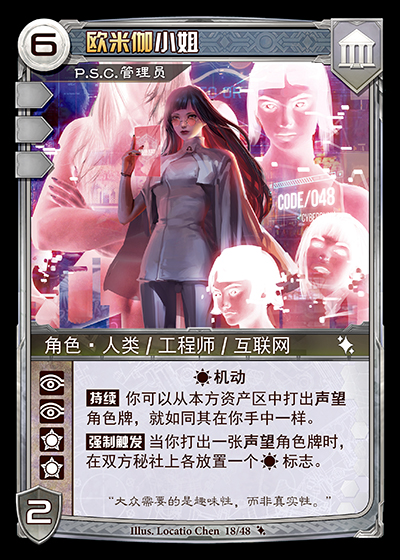 6
欧米伽小姐
P.S.C.管理员
CODE/048
角色·人类/工程师/互联网
机动
持续 你可以从本方资产区中打出声望
角色牌，就如同其在你手中一样。
强制触发 当你打出一张声望角色牌时，
在双方秘社上各放置一个标志。
“大众需要的是趣味性，而非真实性。”
2
Illus. Locatio Chen 18/48